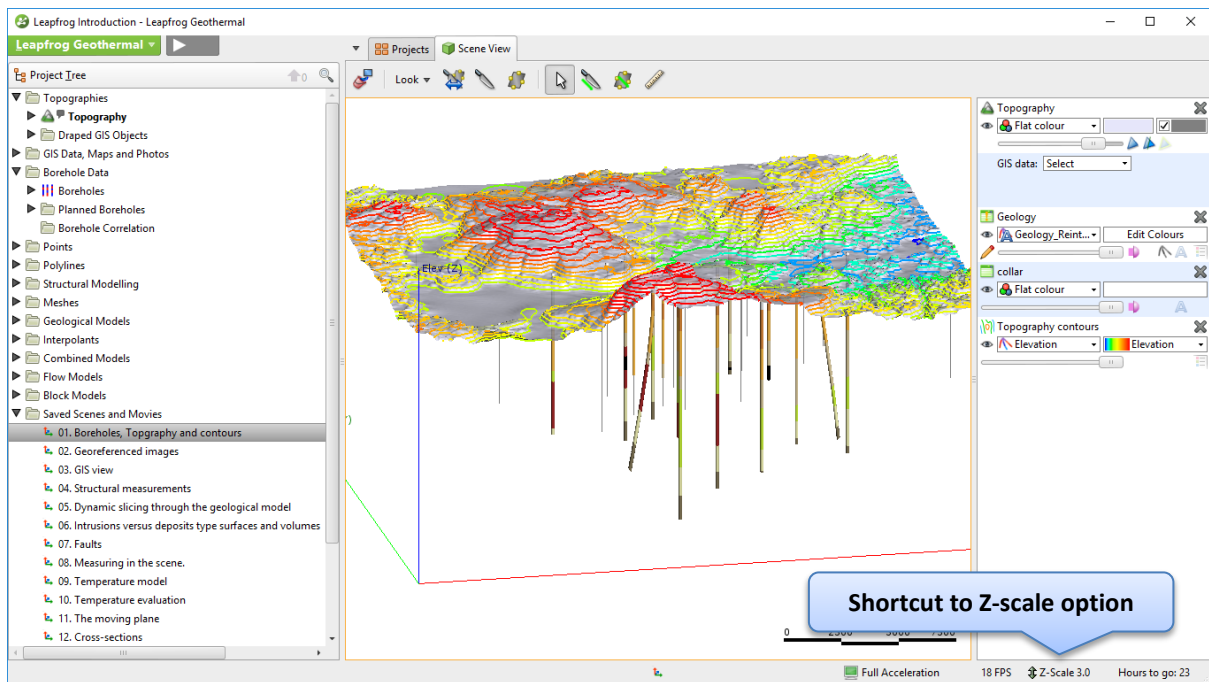 Leapfrog Introduction - Leapfrog Geothermal
Leapfrog Geothermal
Projects
Scene View
Project Tree
0
Look
Topographies
Topography
Draped GIS Objects
GIS Data, Maps and Photos
Borehole Data
Boreholes
Planned Boreholes
Borehole Correlation
Points
Polylines
Structural Modelling
Meshes
Geological Models
Interpolants
Combined Models
Flow Models
Block Models
Saved Scenes and Movies
01. Boreholes, Topgraphy and contours
02. Georeferenced images
03. GIS view
04. Structural measurements
05. Dynamic slicing through the geological model
06. Intrusions versus deposits type surfaces and volumes
07. Faults
08. Measuring in the scene.
09. Temperature model
10. Temperature evaluation
11. The moving plane
12. Cross-sections
Elev (Z)
Topography
Flat colour
GIS data: Select
Geology
Geology_Reint... Edit Colours
collar
Flat colour
Topography contours
Elevation Elevation
Shortcut to Z-scale option
0 2500 5000 7500
Full Acceleration 18 FPS Z-Scale 3.0 Hours to go: 23